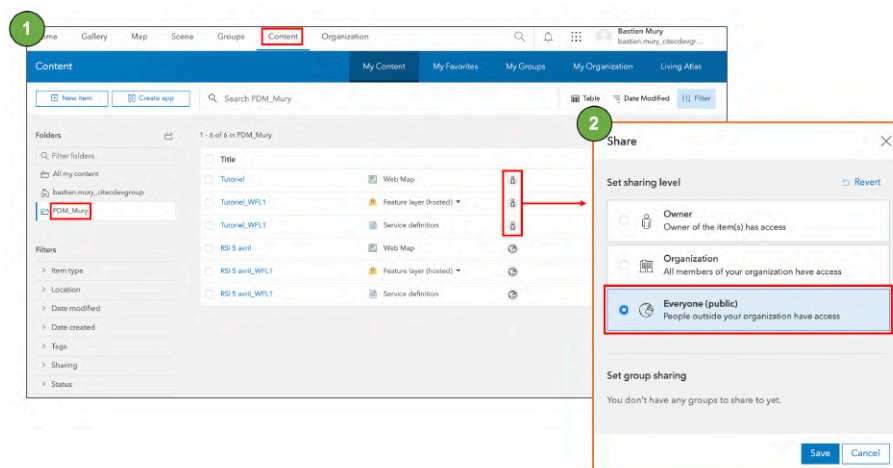 1
ome Gallery Map Scene Groups Content Organization Bastien Mury
bastien.mury_citecdevgr...
Content My Content My Favorites My Groups My Organization Living Atlas
New item Create app Search PDM_Mury Table Date Modified Filter
Folders 1 - 6 of 6 in PDM_Mury
Filter folders Title
All my content Tutoriel Web Map
bastien.mury_citecdevgroup Tutoriel_WFL1 Feature layer (hosted)
PDM_Mury Tutoriel_WFL1 Service definition
Filters RSI 5 avril Web Map
Item type RSI 5 avril_WFL1 Feature layer (hosted)
Location RSI 5 avril_WFL1 Service definition
Date modified
Date created
Tags
Sharing
Status
2
Share
Set sharing level Revert
Owner
Owner of the item(s) has access
Organization
All members of your organization have access
Everyone (public)
People outside your organization have access
Set group sharing
You don't have any groups to share to yet.
Save Cancel